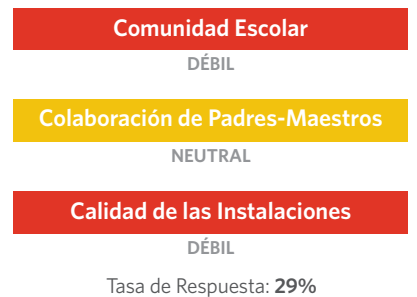 Comunidad Escolar
DÉBIL
Colaboración de Padres-Maestros
NEUTRAL
Calidad de las Instalaciones
DÉBIL
Tasa de Respuesta: 29%